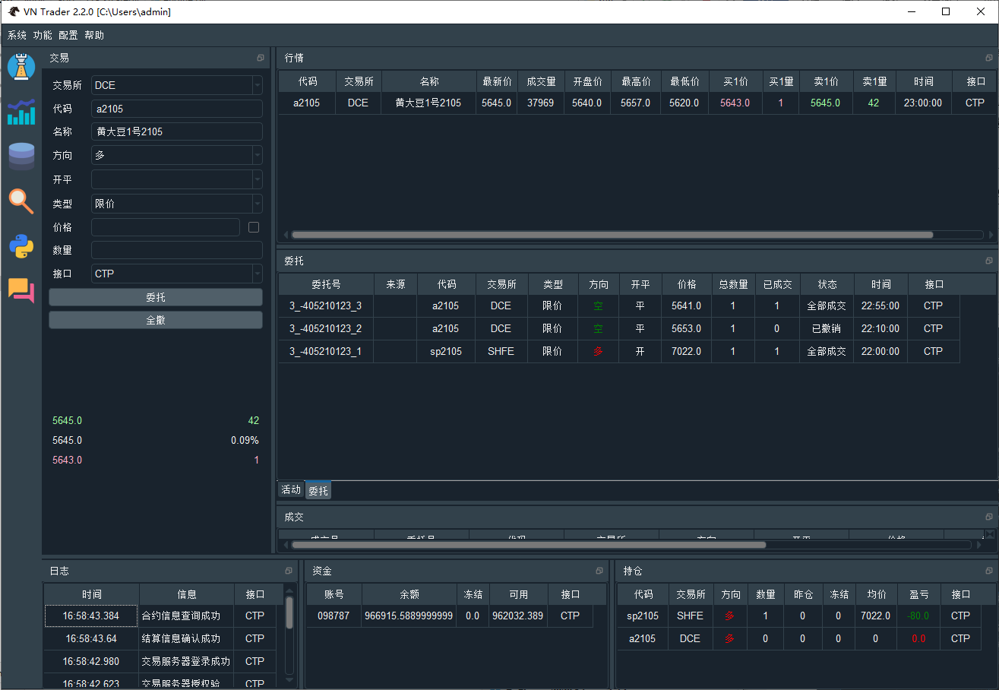 VN Trader 2.2.0 [C:\Users\admin]
系统 功能 配置 帮助
交易
交易所 DCE
代码 a2105
名称 黄大豆1号2105
方向 多
开平
类型 限价
价格
数量
接口 CTP
委托
全撤
5645.0 42
5645.0 0.09%
5643.0 1
行情
代码 交易所 名称 最新价 成交量 开盘价 最高价 最低价 买1价 买1量 卖1价 卖1量 时间 接口
a2105 DCE 黄大豆1号2105 5645.0 37969 5640.0 5657.0 5620.0 5643.0 1 5645.0 42 23:00:00 CTP
委托
委托号 来源 代码 交易所 类型 方向 开平 价格 总数量 已成交 状态 时间 接口
3_-405210123_3 a2105 DCE 限价 空 平 5641.0 1 1 全部成交 22:55:00 CTP
3_-405210123_2 a2105 DCE 限价 空 平 5653.0 1 0 已撤销 22:10:00 CTP
3_-405210123_1 sp2105 SHFE 限价 多 开 7022.0 1 1 全部成交 22:00:00 CTP
活动 委托
成交
成交号 委托号 代码 交易所 方向 开平 价格
日志
时间 信息 接口
16:58:43.384 合约信息查询成功 CTP
16:58:43.64 结算信息确认成功 CTP
16:58:42.980 交易服务器登录成功 CTP
16:58:42.623 交易服务器授权验 CTP
资金
账号 余额 冻结 可用 接口
098787 966915.5889999999 0.0 962032.389 CTP
持仓
代码 交易所 方向 数量 昨仓 冻结 均价 盈亏 接口
sp2105 SHFE 多 1 0 0 7022.0 -80.0 CTP
a2105 DCE 多 0 0 0 0 0.0 CTP